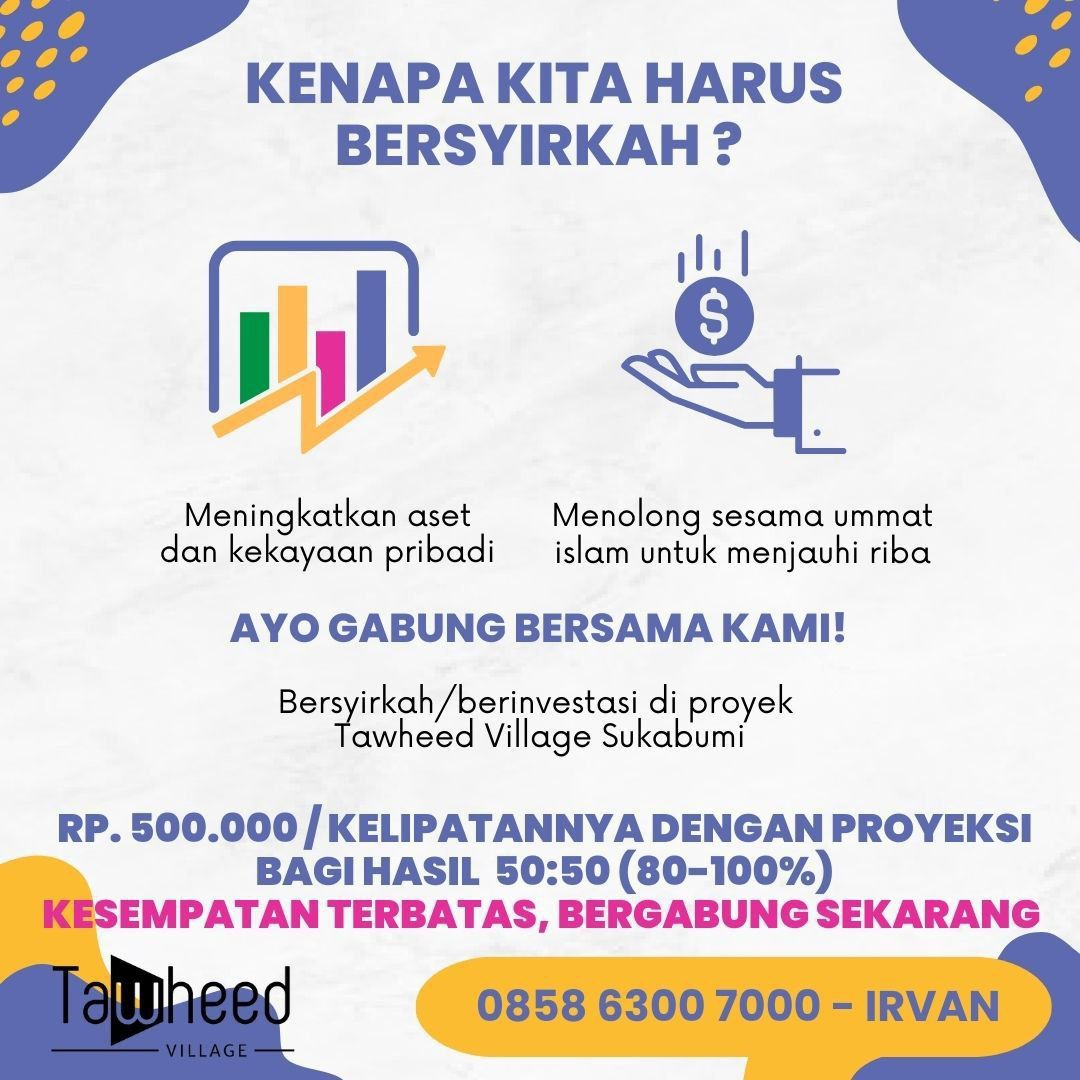 KENAPA KITA HARUS
BERSYIRKAH ?
$
Meningkatkan aset
dan kekayaan pribadi
Menolong sesama ummat
islam untuk menjauhi riba
AYO GABUNG BERSAMA KAMI!
Bersyirkah/berinvestasi di proyek
Tawheed Village Sukabumi
RP. 500.000 / KELIPATANNYA DENGAN PROYEKSI
BAGI HASIL 50:50 (80-100%)
KESEMPATAN TERBATAS, BERGABUNG SEKARANG
Tawheed
VILLAGE
0858 6300 7000 - IRVAN